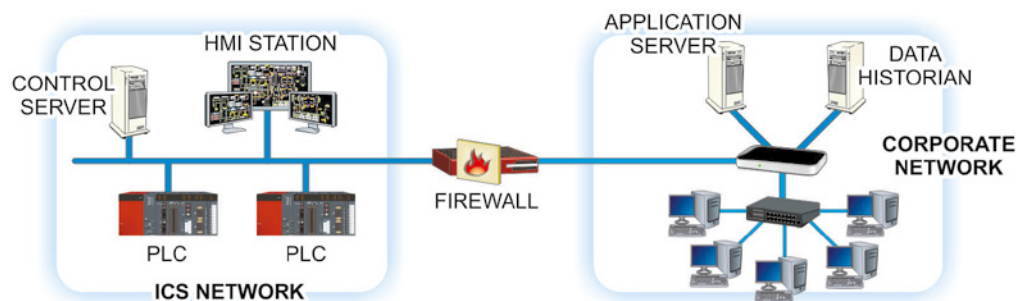 HMI STATION
CONTROL
SERVER
PLC
PLC
ICS NETWORK
FIREWALL
APPLICATION
SERVER
DATA
HISTORIAN
CORPORATE
NETWORK